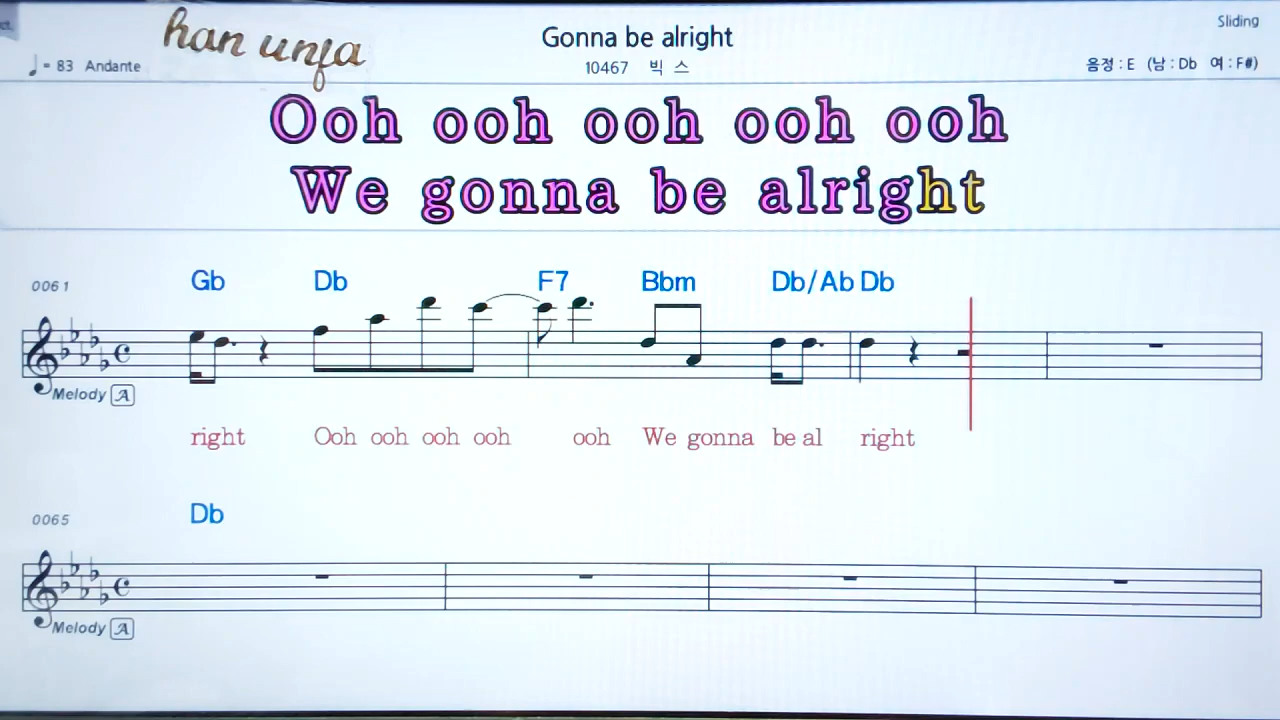 han unfa
Gonna be alright
Sliding
♩= 83 Andante
10467 빅 스
음정 : E (남 : Db 여 : F#)
Ooh ooh ooh ooh ooh
We gonna be alright
0061
Gb Db F7 Bbm Db/Ab Db
Melody A
right Ooh ooh ooh ooh ooh We gonna be al right
0065
Db
Melody A